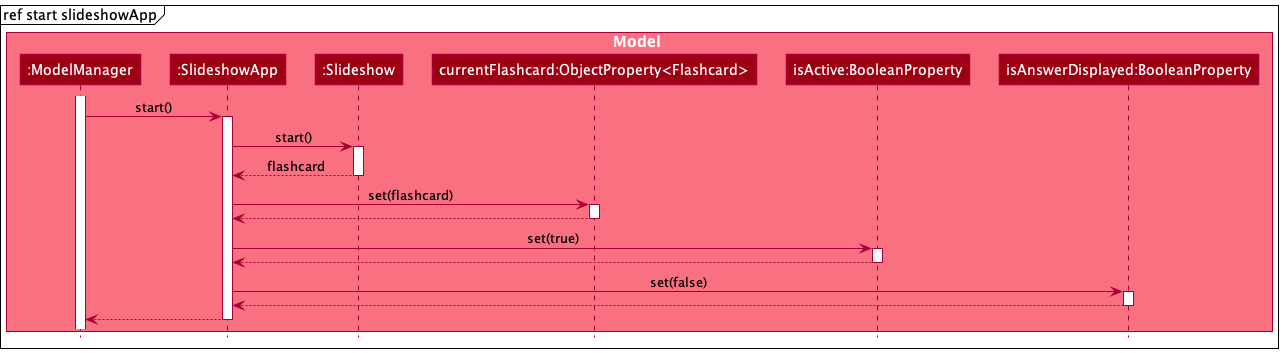 ref start slideshowApp
Model
:ModelManager
:SlideshowApp
:Slideshow
currentFlashcard:ObjectProperty<Flashcard>
isActive:BooleanProperty
isAnswerDisplayed:BooleanProperty
start()
start()
flashcard
set(flashcard)
set(true)
set(false)